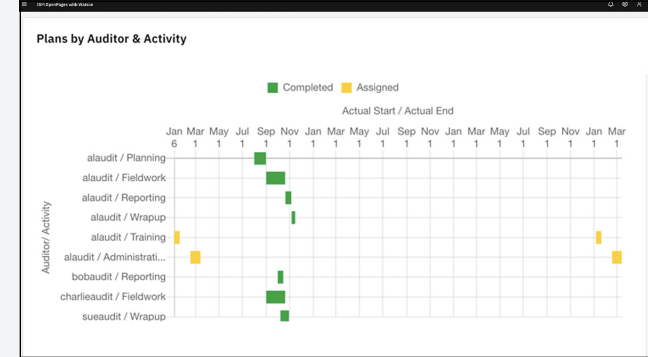 IBM OpenPages with Watson
Plans by Auditor & Activity
Completed Assigned
Actual Start / Actual End
Jan Mar May Jul Sep Nov Jan Mar May Jul Sep Nov Jan Mar May Jul Sep Nov Jan Mar
6 1 1 1 1 1 1 1 1 1 1 1 1 1 1 1 1 1 1 1
Auditor/ Activity
alaudit / Planning
alaudit / Fieldwork
alaudit / Reporting
alaudit / Wrapup
alaudit / Training
alaudit / Administrati...
bobaudit / Reporting
charlieaudit / Fieldwork
sueaudit / Wrapup